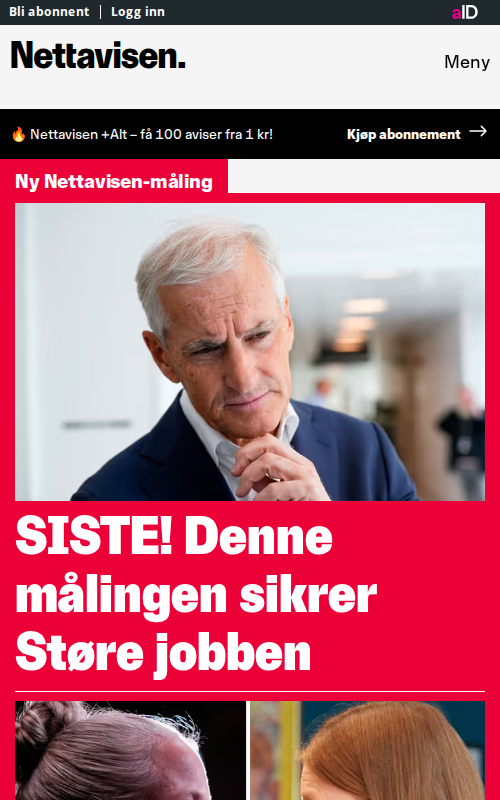 Bli abonnent | Logg inn
aID
Nettavisen.
Meny
🔥 Nettavisen +Alt – få 100 aviser fra 1 kr!
Kjøp abonnement →
Ny Nettavisen-måling
SISTE! Denne
målingen sikrer
Støre jobben